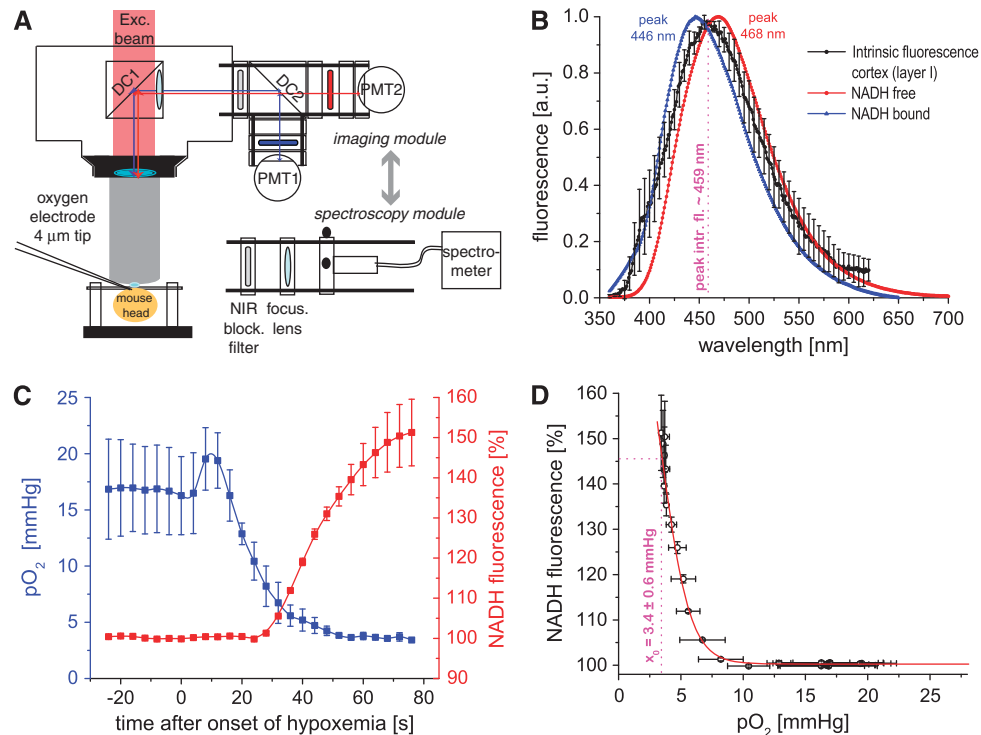 A
Exc.
beam
DC1
DC2
PMT2
imaging module
PMT1
oxygen
electrode
4 μm tip
spectroscopy module
spectro-
meter
mouse
head
NIR
block.
filter
focus.
lens
B
peak
446 nm
peak
468 nm
Intrinsic fluorescence
cortex (layer I)
NADH free
NADH bound
fluorescence [a.u.]
1.0
0.8
0.6
0.4
0.2
0.0
peak intr. fl. ~ 459 nm
350 400 450 500 550 600 650 700
wavelength [nm]
C
pO2 [mmHg]
25
20
15
10
5
0
NADH fluorescence [%]
160
150
140
130
120
110
100
90
-20 0 20 40 60 80
time after onset of hypoxemia [s]
D
NADH fluorescence [%]
160
150
140
130
120
110
100
x0 = 3.4 ± 0.6 mmHg
0 5 10 15 20 25
pO2 [mmHg]